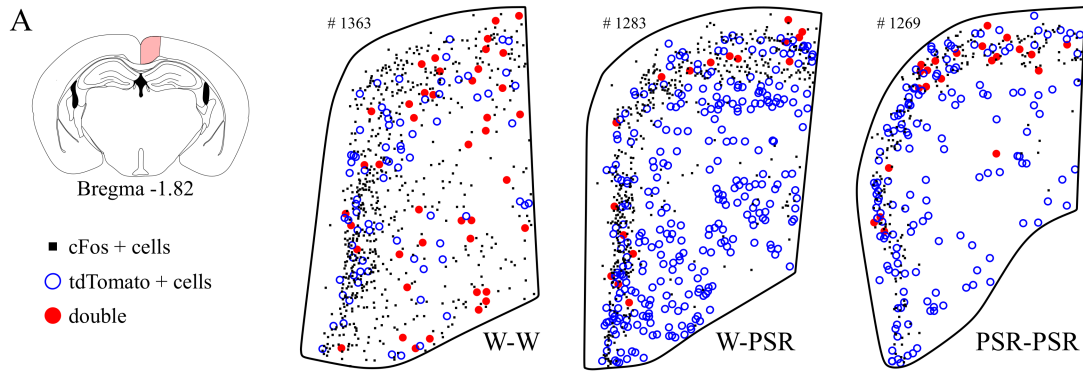 A
# 1363
# 1283
# 1269
Bregma -1.82
cFos + cells
tdTomato + cells
double
W-W
W-PSR
PSR-PSR